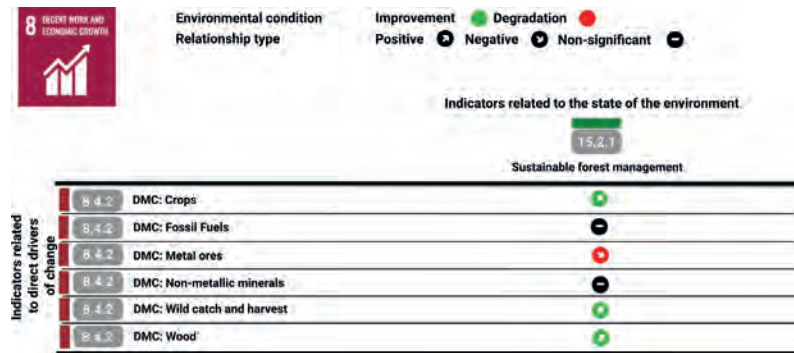 8 DECENT WORK AND
ECONOMIC GROWTH
Environmental condition Improvement Degradation
Relationship type Positive Negative Non-significant
Indicators related to the state of the environment
15.2.1
Sustainable forest management
Indicators related
to direct drivers
of change
8.4.2 DMC: Crops
8.4.2 DMC: Fossil Fuels
8.4.2 DMC: Metal ores
8.4.2 DMC: Non-metallic minerals
8.4.2 DMC: Wild catch and harvest
8.4.2 DMC: Wood